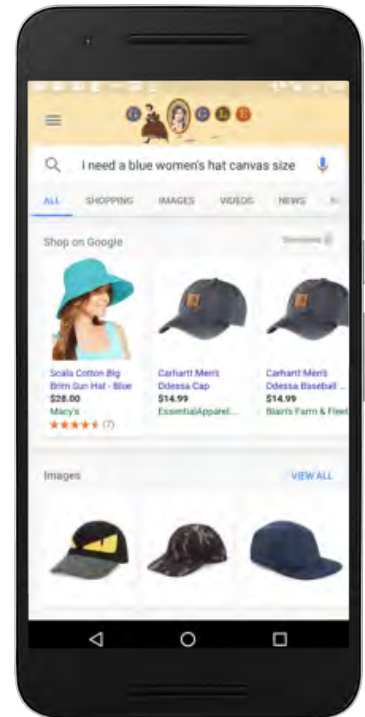 G G L E
i need a blue women's hat canvas size
ALL SHOPPING IMAGES VIDEOS NEWS
Shop on Google Sponsored
Scala Cotton Big
Brim Sun Hat - Blue
$28.00
Macy's
(7)
Carhartt Men's
Odessa Cap
$14.99
EssentialApparel...
Carhartt Men's
Odessa Baseball ...
$14.99
Blain's Farm & Fleet
Images VIEW ALL